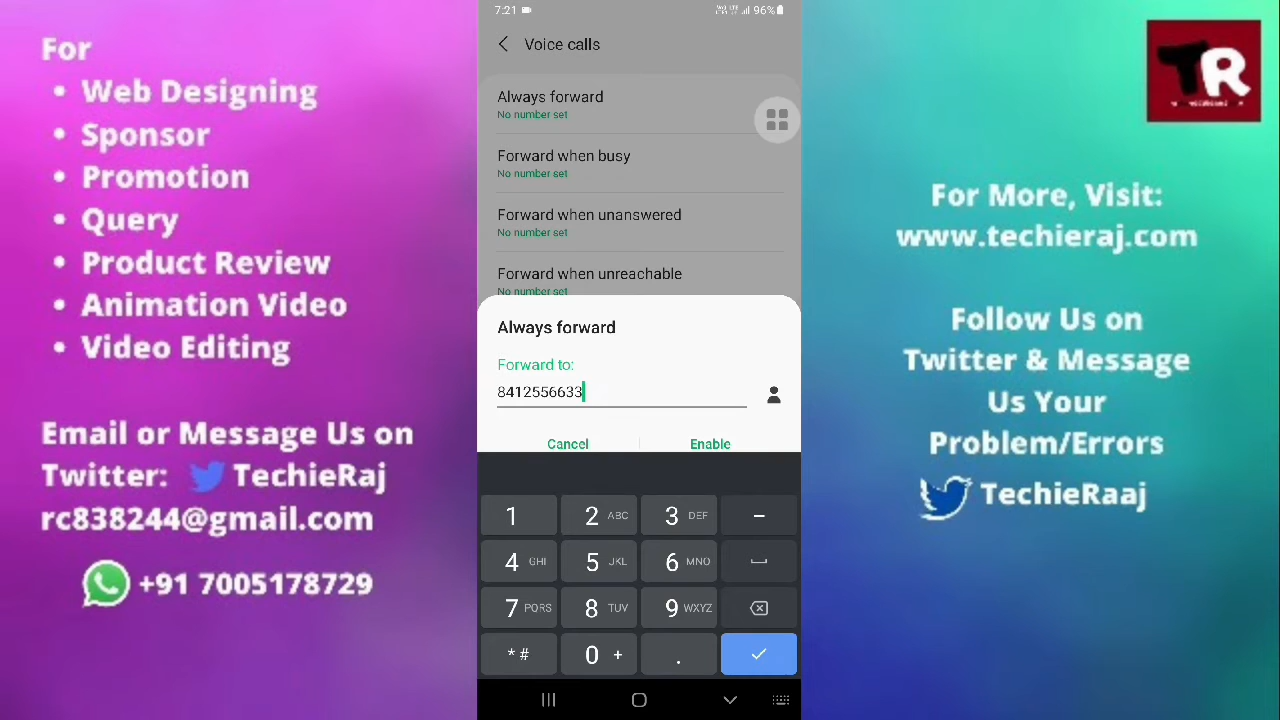 For
• Web Designing
• Sponsor
• Promotion
• Query
• Product Review
• Animation Video
• Video Editing
Email or Message Us on
Twitter: TechieRaj
rc838244@gmail.com
+91 7005178729
7:21
96%
Voice calls
Always forward
No number set
Forward when busy
No number set
Forward when unanswered
No number set
Forward when unreachable
No number set
Always forward
Forward to:
8412556633
Cancel Enable
1 2 ABC 3 DEF –
4 GHI 5 JKL 6 MNO
7 PQRS 8 TUV 9 WXYZ
* # 0 + .
TR
For More, Visit:
www.techieraj.com
Follow Us on
Twitter & Message
Us Your
Problem/Errors
TechieRaaj